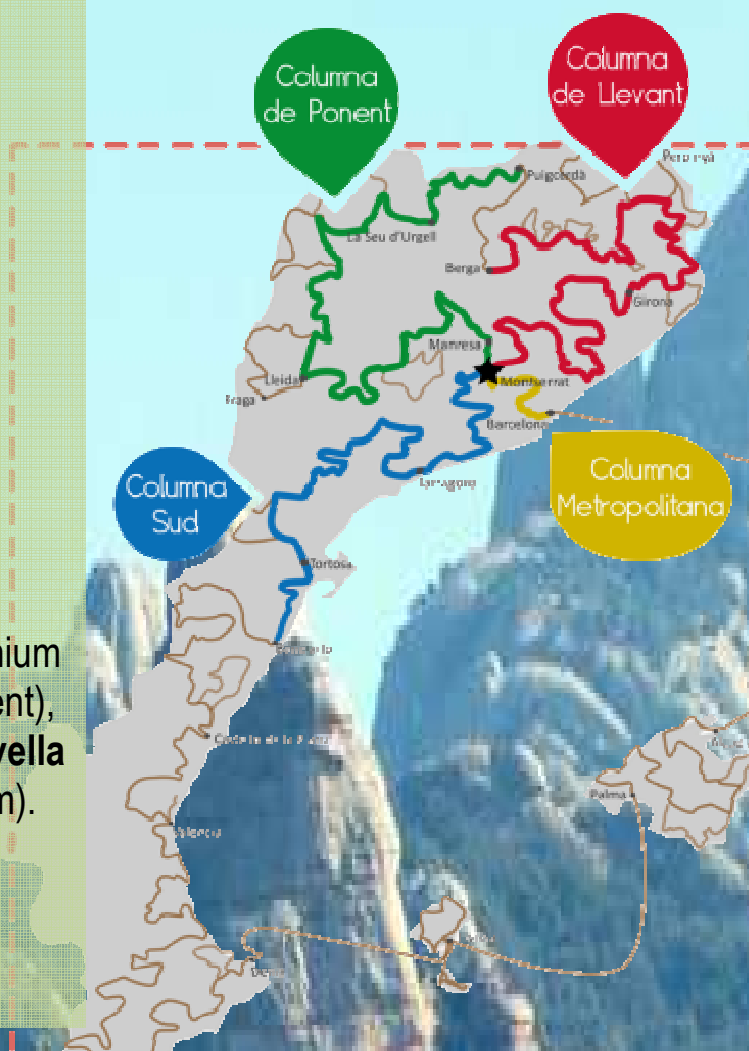 Columna
de Ponent
Columna
de Llevant
Puigcerdà
La Seu d'Urgell
Berga
Girona
Manresa
Lleida
Montserrat
Fraga
Barcelona
Columna
Sud
Tarragona
Columna
Metropolitana
Tortosa
nium
ent),
vella
m).
Palma
València